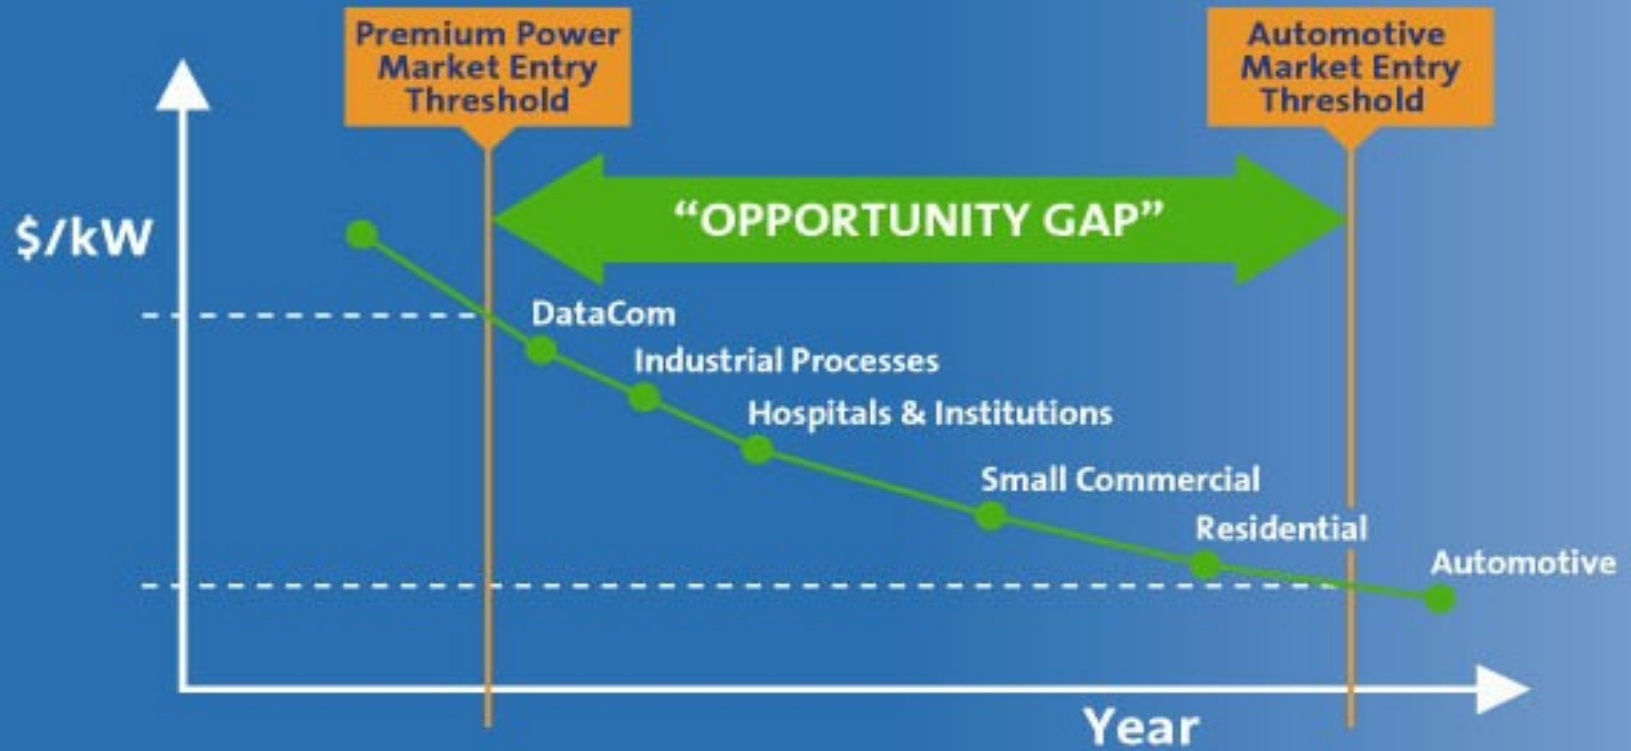 Premium Power
Market Entry
Threshold
Automotive
Market Entry
Threshold
“OPPORTUNITY GAP”
$/kW
DataCom
Industrial Processes
Hospitals & Institutions
Small Commercial
Residential
Automotive
Year